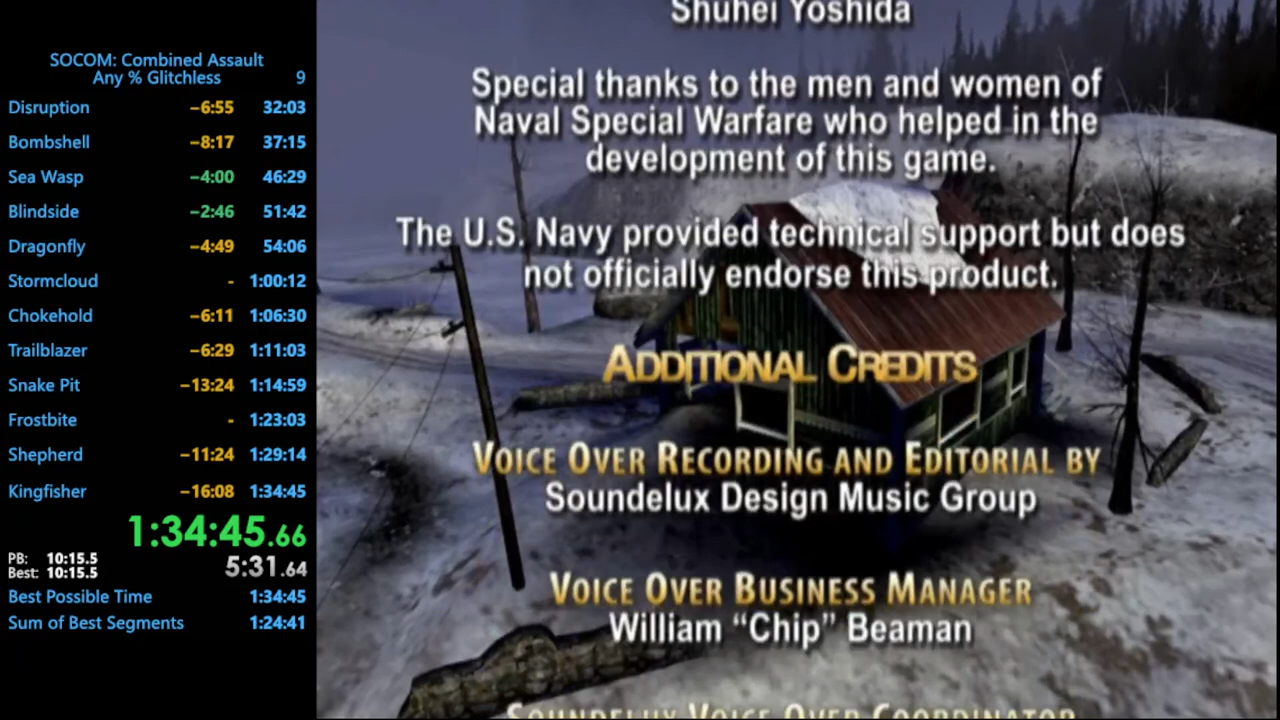 SOCOM: Combined Assault
Any % Glitchless 9
Disruption −6:55 32:03
Bombshell −8:17 37:15
Sea Wasp −4:00 46:29
Blindside −2:46 51:42
Dragonfly −4:49 54:06
Stormcloud - 1:00:12
Chokehold −6:11 1:06:30
Trailblazer −6:29 1:11:03
Snake Pit −13:24 1:14:59
Frostbite - 1:23:03
Shepherd −11:24 1:29:14
Kingfisher −16:08 1:34:45
1:34:45.66
PB: 10:15.5
Best: 10:15.5
5:31.64
Best Possible Time 1:34:45
Sum of Best Segments 1:24:41
Shuhei Yoshida
Special thanks to the men and women of
Naval Special Warfare who helped in the
development of this game.
The U.S. Navy provided technical support but does
not officially endorse this product.
ADDITIONAL CREDITS
VOICE OVER RECORDING AND EDITORIAL BY
Soundelux Design Music Group
VOICE OVER BUSINESS MANAGER
William “Chip” Beaman
SOUNDELUX VOICE OVER COORDINATOR